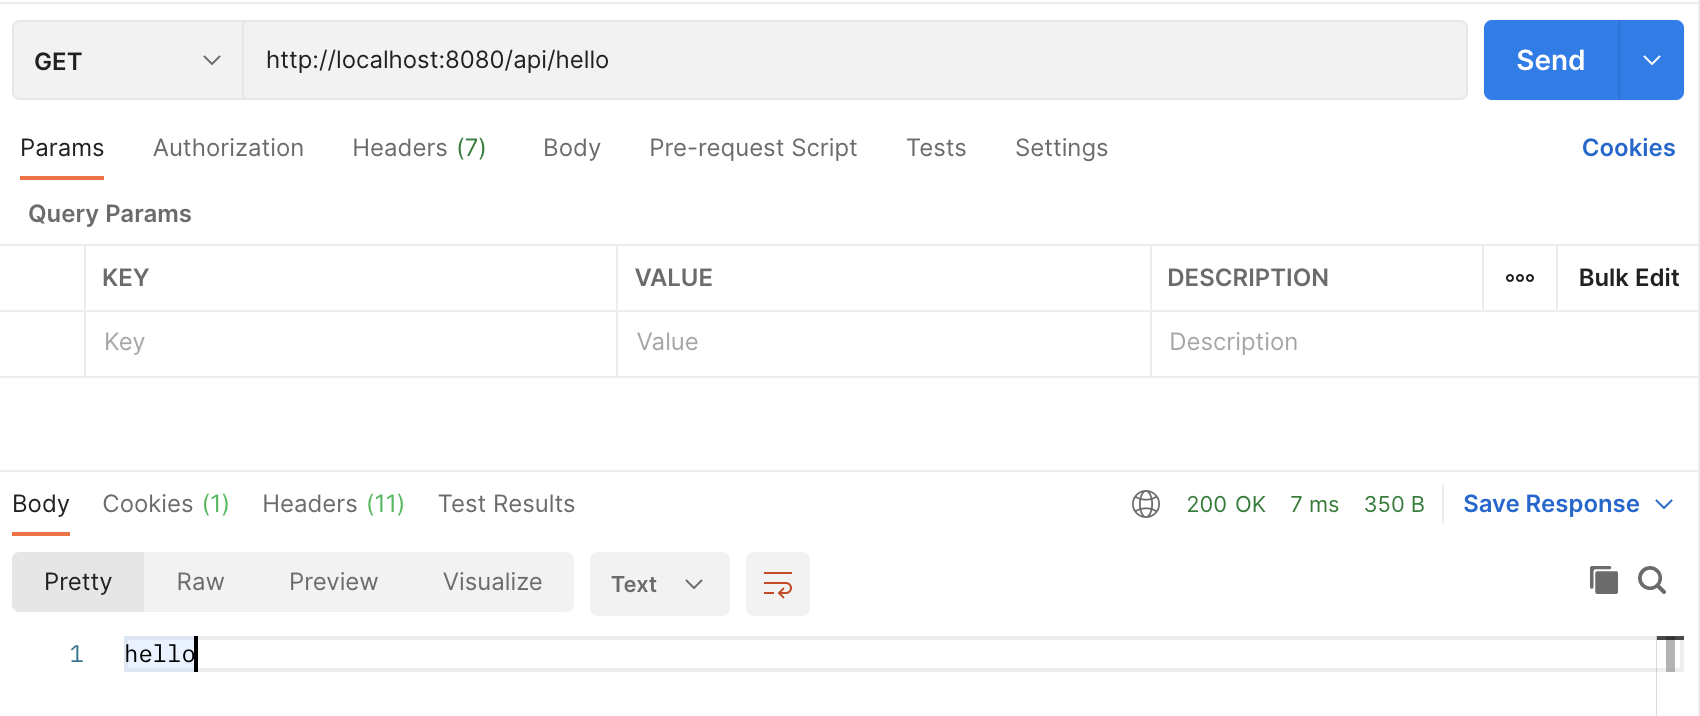 GET http://localhost:8080/api/hello Send
Params Authorization Headers (7) Body Pre-request Script Tests Settings Cookies
Query Params
KEY VALUE DESCRIPTION ooo Bulk Edit
Key Value Description
Body Cookies (1) Headers (11) Test Results 200 OK 7 ms 350 B Save Response
Pretty Raw Preview Visualize Text
1 hello